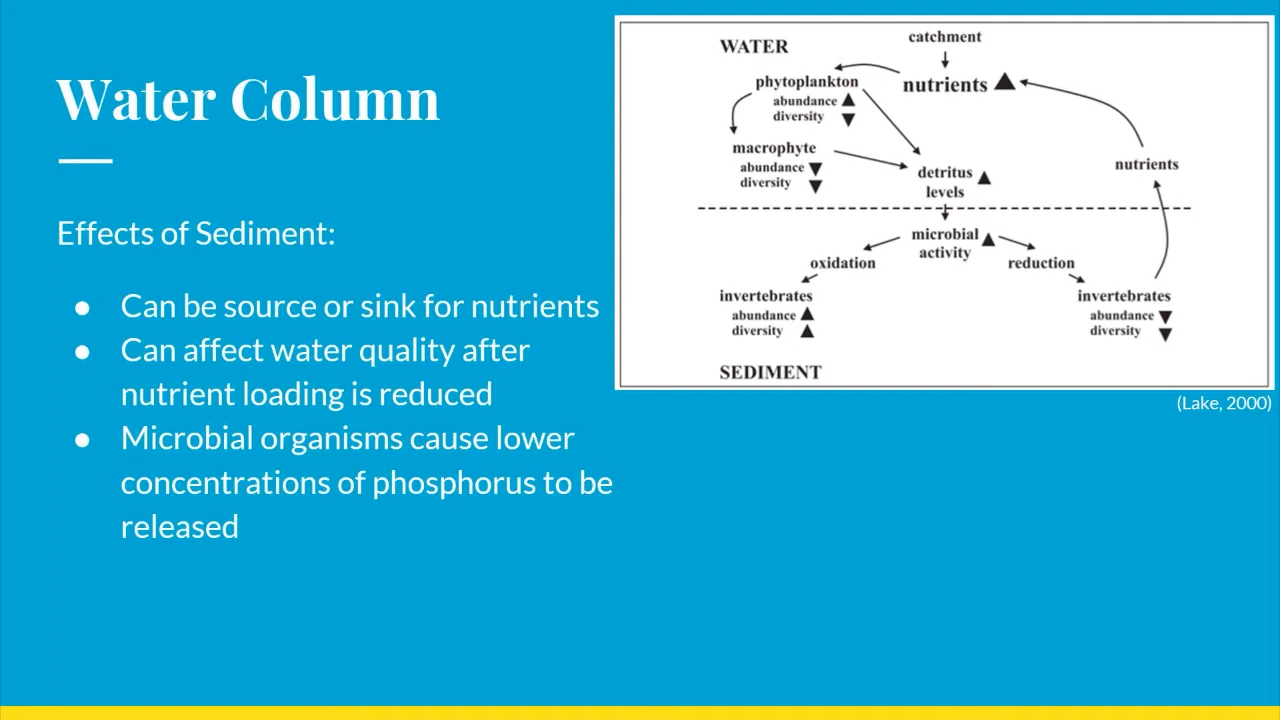 Water Column
Effects of Sediment:
● Can be source or sink for nutrients
● Can affect water quality after
nutrient loading is reduced
● Microbial organisms cause lower
concentrations of phosphorus to be
released
WATER
catchment
nutrients ▲
phytoplankton
abundance ▲
diversity ▼
macrophyte
abundance ▼
diversity ▼
detritus ▲
levels
nutrients
microbial ▲
activity
oxidation
reduction
invertebrates
abundance ▲
diversity ▲
invertebrates
abundance ▼
diversity ▼
SEDIMENT
(Lake, 2000)